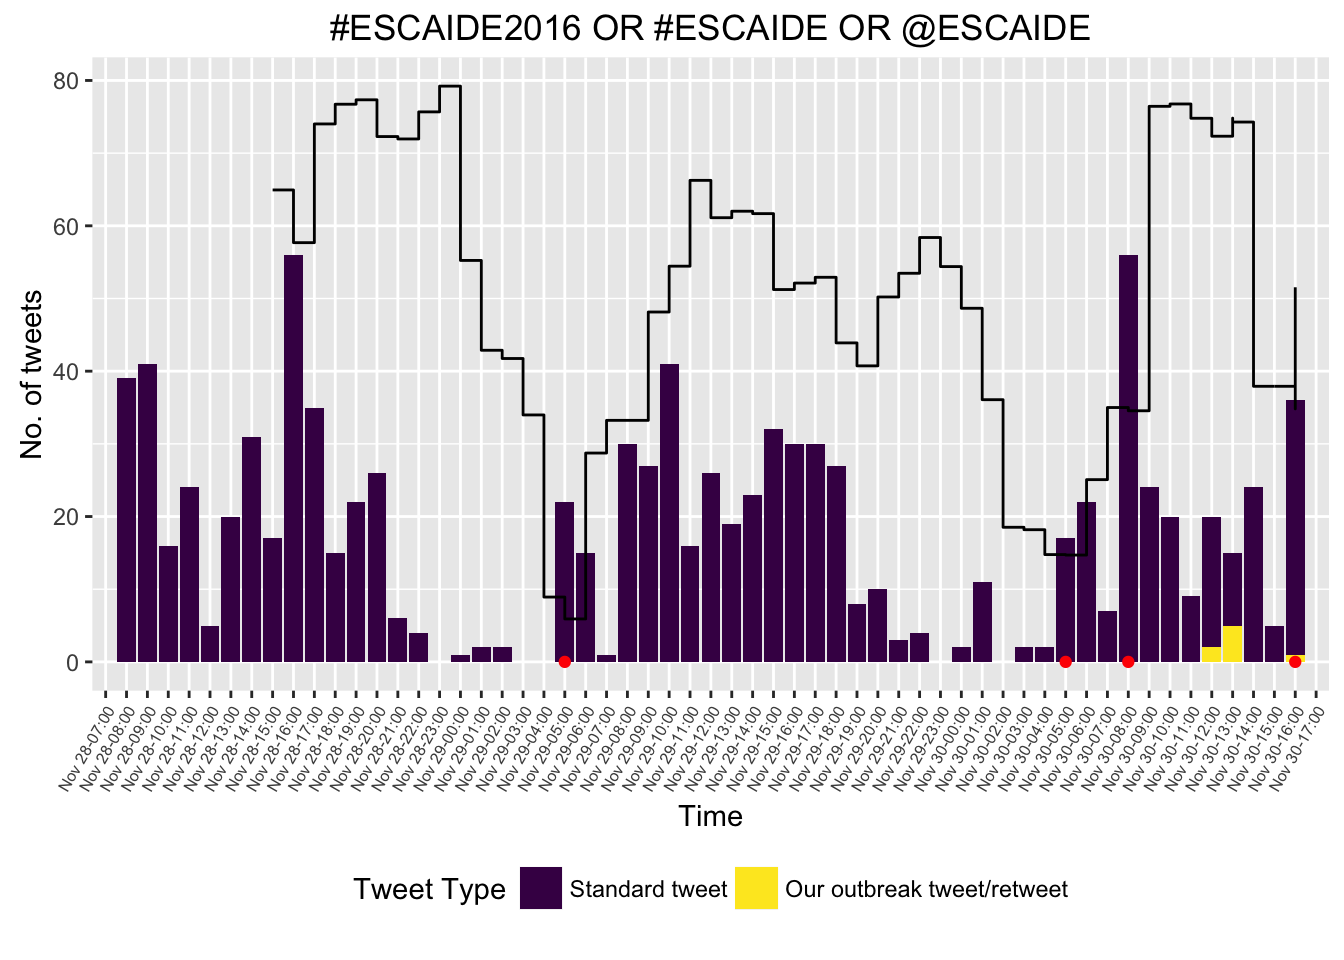 #ESCAIDE2016 OR #ESCAIDE OR @ESCAIDE
No. of tweets
80
60
40
20
0
Nov 28-07:00
Nov 28-08:00
Nov 28-09:00
Nov 28-10:00
Nov 28-11:00
Nov 28-12:00
Nov 28-13:00
Nov 28-14:00
Nov 28-15:00
Nov 28-16:00
Nov 28-17:00
Nov 28-18:00
Nov 28-19:00
Nov 28-20:00
Nov 28-21:00
Nov 28-22:00
Nov 28-23:00
Nov 29-00:00
Nov 29-01:00
Nov 29-02:00
Nov 29-03:00
Nov 29-04:00
Nov 29-05:00
Nov 29-06:00
Nov 29-07:00
Nov 29-08:00
Nov 29-09:00
Nov 29-10:00
Nov 29-11:00
Nov 29-12:00
Nov 29-13:00
Nov 29-14:00
Nov 29-15:00
Nov 29-16:00
Nov 29-17:00
Nov 29-18:00
Nov 29-19:00
Nov 29-20:00
Nov 29-21:00
Nov 29-22:00
Nov 29-23:00
Nov 30-00:00
Nov 30-01:00
Nov 30-02:00
Nov 30-03:00
Nov 30-04:00
Nov 30-05:00
Nov 30-06:00
Nov 30-07:00
Nov 30-08:00
Nov 30-09:00
Nov 30-10:00
Nov 30-11:00
Nov 30-12:00
Nov 30-13:00
Nov 30-14:00
Nov 30-15:00
Nov 30-16:00
Nov 30-17:00
Time
Tweet Type
Standard tweet
Our outbreak tweet/retweet